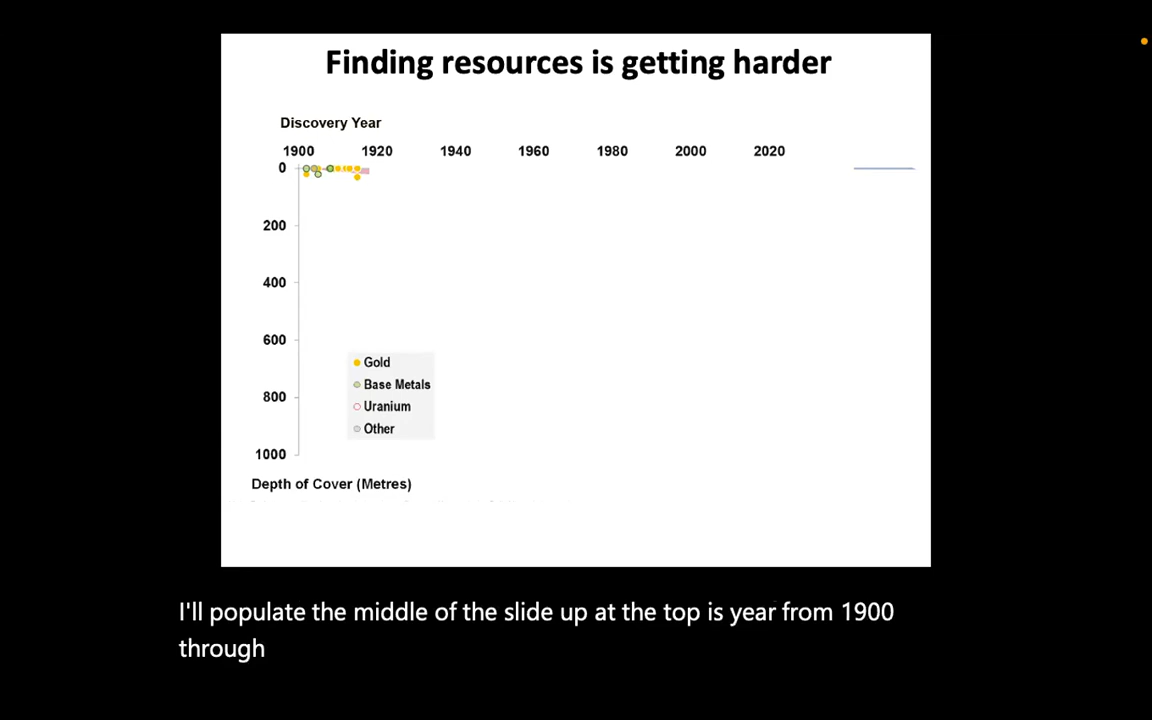 Finding resources is getting harder
Discovery Year
1900 1920 1940 1960 1980 2000 2020
0
200
400
600
800
1000
Gold
Base Metals
Uranium
Other
Depth of Cover (Metres)
I'll populate the middle of the slide up at the top is year from 1900
through